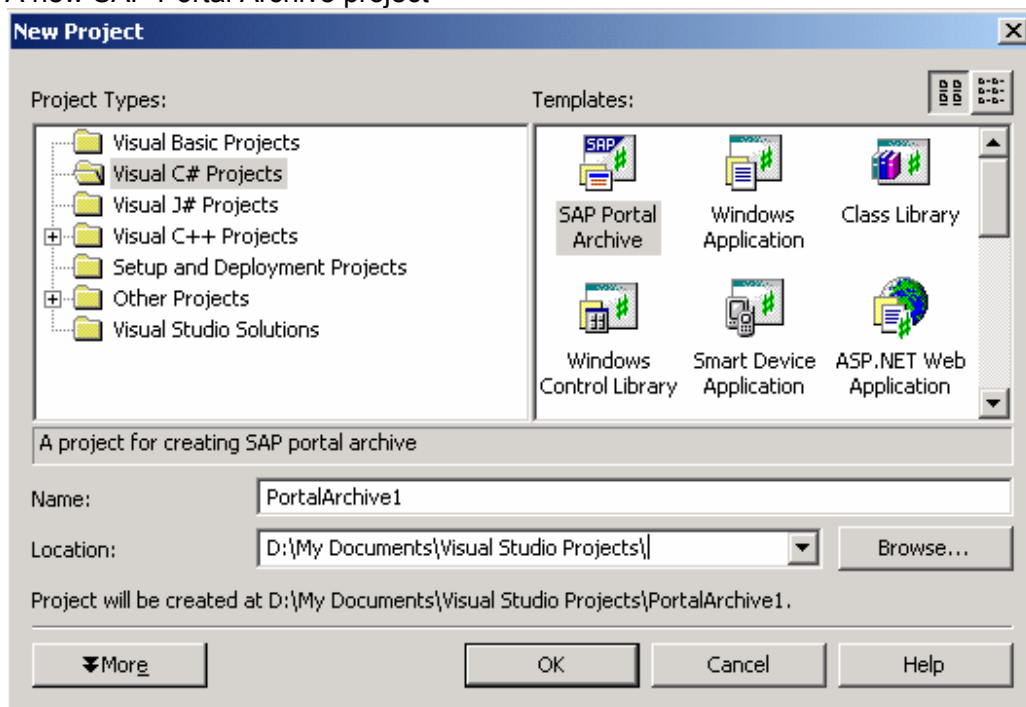 A new SAP Portal Archive project
New Project
Project Types:
Templates:
Visual Basic Projects
Visual C# Projects
Visual J# Projects
Visual C++ Projects
Setup and Deployment Projects
Other Projects
Visual Studio Solutions
SAP
SAP Portal
Archive
Windows
Application
Class Library
Windows
Control Library
Smart Device
Application
ASP.NET Web
Application
A project for creating SAP portal archive
Name:
PortalArchive1
Location:
D:\My Documents\Visual Studio Projects\
Browse...
Project will be created at D:\My Documents\Visual Studio Projects\PortalArchive1.
More
OK
Cancel
Help